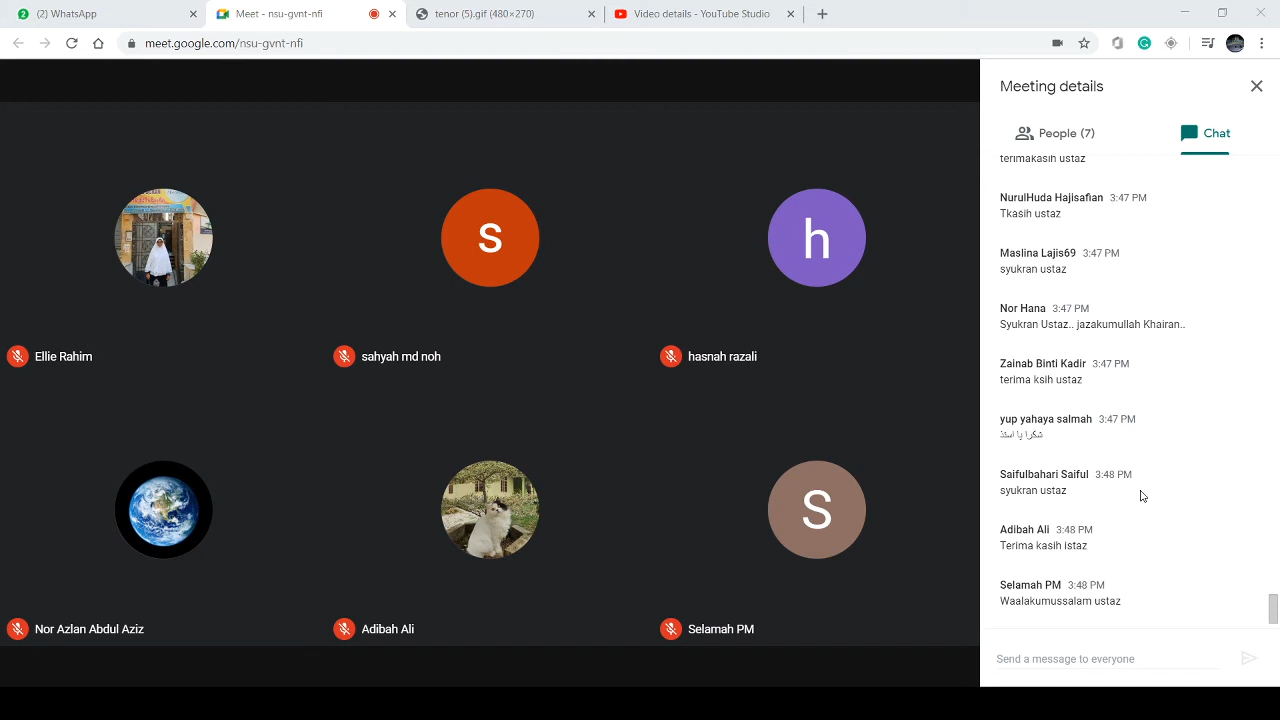 (2) WhatsApp
Meet - nsu-gvnt-nfi
tenor (5).gif (480×270)
Video details - YouTube Studio
meet.google.com/nsu-gvnt-nfi
Meeting details
People (7)
Chat
terimakasih ustaz
NurulHuda Hajisafian 3:47 PM
Tkasih ustaz
Maslina Lajis69 3:47 PM
syukran ustaz
Nor Hana 3:47 PM
Syukran Ustaz.. jazakumullah Khairan..
Zainab Binti Kadir 3:47 PM
terima ksih ustaz
yup yahaya salmah 3:47 PM
شكرا يا استذ
Saifulbahari Saiful 3:48 PM
syukran ustaz
Adibah Ali 3:48 PM
Terima kasih istaz
Selamah PM 3:48 PM
Waalakumussalam ustaz
Send a message to everyone
s
h
Ellie Rahim
sahyah md noh
hasnah razali
S
Nor Azlan Abdul Aziz
Adibah Ali
Selamah PM